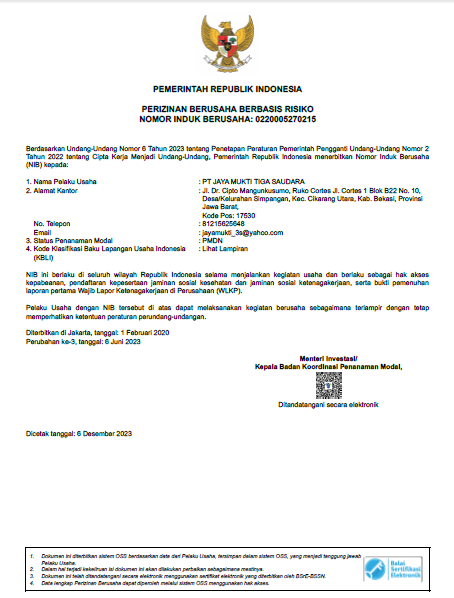 PEMERINTAH REPUBLIK INDONESIA
PERIZINAN BERUSAHA BERBASIS RISIKO
NOMOR INDUK BERUSAHA: 0220005270215
Berdasarkan Undang-Undang Nomor 6 Tahun 2023 tentang Penetapan Peraturan Pemerintah Pengganti Undang-Undang Nomor 2
Tahun 2022 tentang Cipta Kerja Menjadi Undang-Undang, Pemerintah Republik Indonesia menerbitkan Nomor Induk Berusaha
(NIB) kepada:
1. Nama Pelaku Usaha : PT JAYA MUKTI TIGA SAUDARA
2. Alamat Kantor : Jl. Dr. Cipto Mangunkusumo, Ruko Cortes Jl. Cortes 1 Blok B22 No. 10,
Desa/Kelurahan Simpangan, Kec. Cikarang Utara, Kab. Bekasi, Provinsi
Jawa Barat,
Kode Pos: 17530
No. Telepon : 81215625648
Email : jayamukti_3s@yahoo.com
3. Status Penanaman Modal : PMDN
4. Kode Klasifikasi Baku Lapangan Usaha Indonesia : Lihat Lampiran
(KBLI)
NIB ini berlaku di seluruh wilayah Republik Indonesia selama menjalankan kegiatan usaha dan berlaku sebagai hak akses
kepabeanan, pendaftaran kepesertaan jaminan sosial kesehatan dan jaminan sosial ketenagakerjaan, serta bukti pemenuhan
laporan pertama Wajib Lapor Ketenagakerjaan di Perusahaan (WLKP).
Pelaku Usaha dengan NIB tersebut di atas dapat melaksanakan kegiatan berusaha sebagaimana terlampir dengan tetap
memperhatikan ketentuan peraturan perundang-undangan.
Diterbitkan di Jakarta, tanggal: 1 Februari 2020
Perubahan ke-3, tanggal: 6 Juni 2023
Menteri Investasi/
Kepala Badan Koordinasi Penanaman Modal,
Ditandatangani secara elektronik
Dicetak tanggal: 6 Desember 2023
1. Dokumen ini diterbitkan sistem OSS berdasarkan data dari Pelaku Usaha, tersimpan dalam sistem OSS, yang menjadi tanggung jawab
Pelaku Usaha.
2. Dalam hal terjadi kekeliruan isi dokumen ini akan dilakukan perbaikan sebagaimana mestinya.
3. Dokumen ini telah ditandatangani secara elektronik menggunakan sertifikat elektronik yang diterbitkan oleh BSrE-BSSN.
4. Data lengkap Perizinan Berusaha dapat diperoleh melalui sistem OSS menggunakan hak akses.
Balai
Sertifikasi
Elektronik